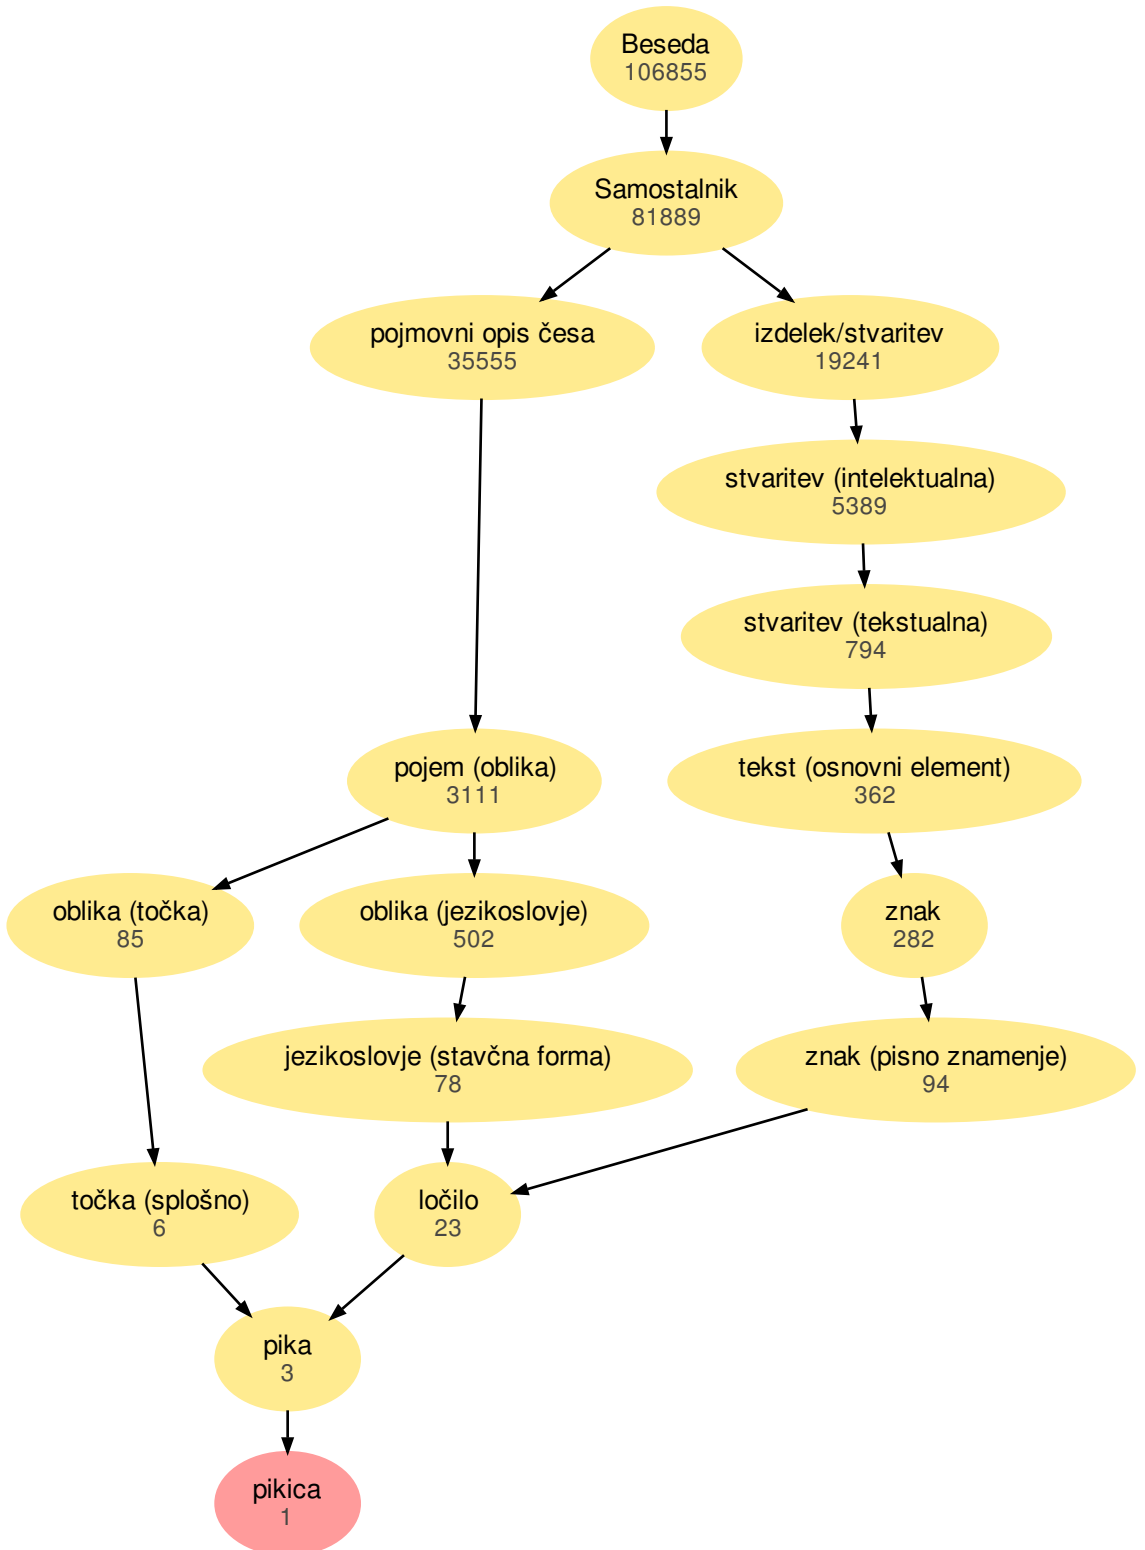 Beseda
106855
Samostalnik
81889
pojmovni opis česa
35555
izdelek/stvaritev
19241
stvaritev (intelektualna)
5389
stvaritev (tekstualna)
794
pojem (oblika)
3111
tekst (osnovni element)
362
oblika (točka)
85
oblika (jezikoslovje)
502
znak
282
jezikoslovje (stavčna forma)
78
znak (pisno znamenje)
94
točka (splošno)
6
ločilo
23
pika
3
pikica
1